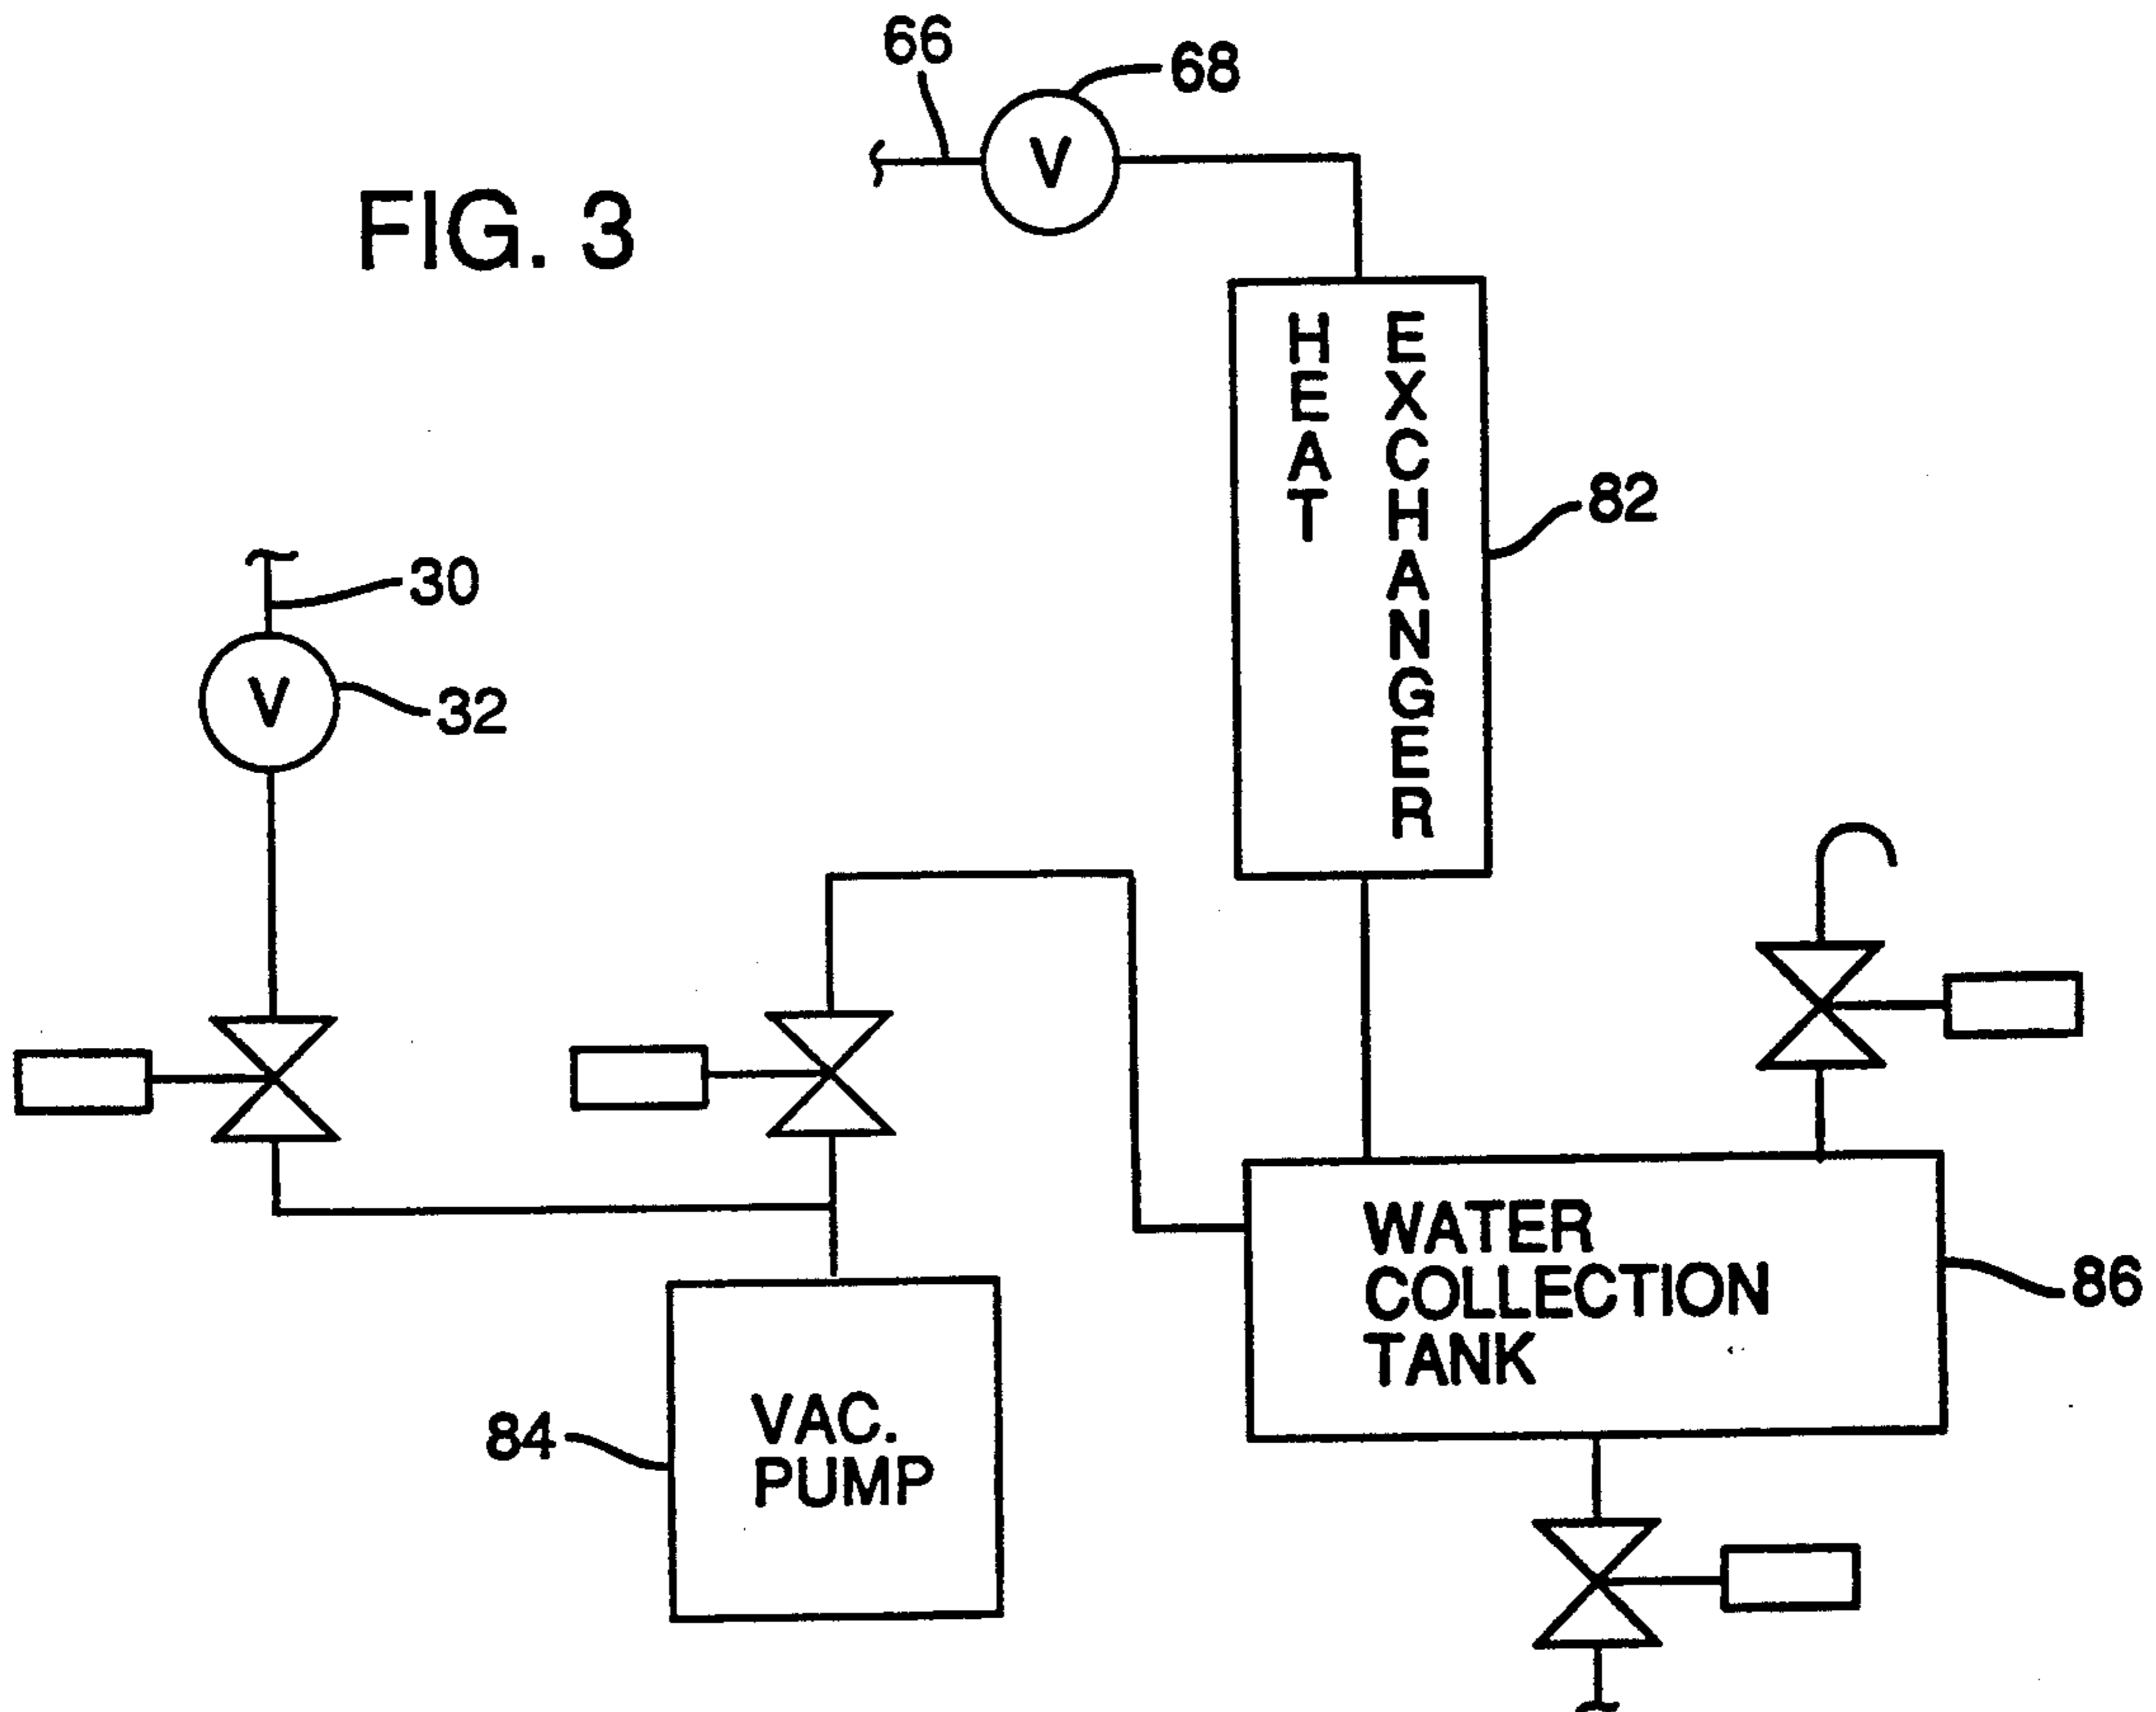 66
68
V
FIG. 3
HEAT
EXCHANGER
82
30
V
32
WATER
COLLECTION
TANK
86
VAC.
PUMP
84